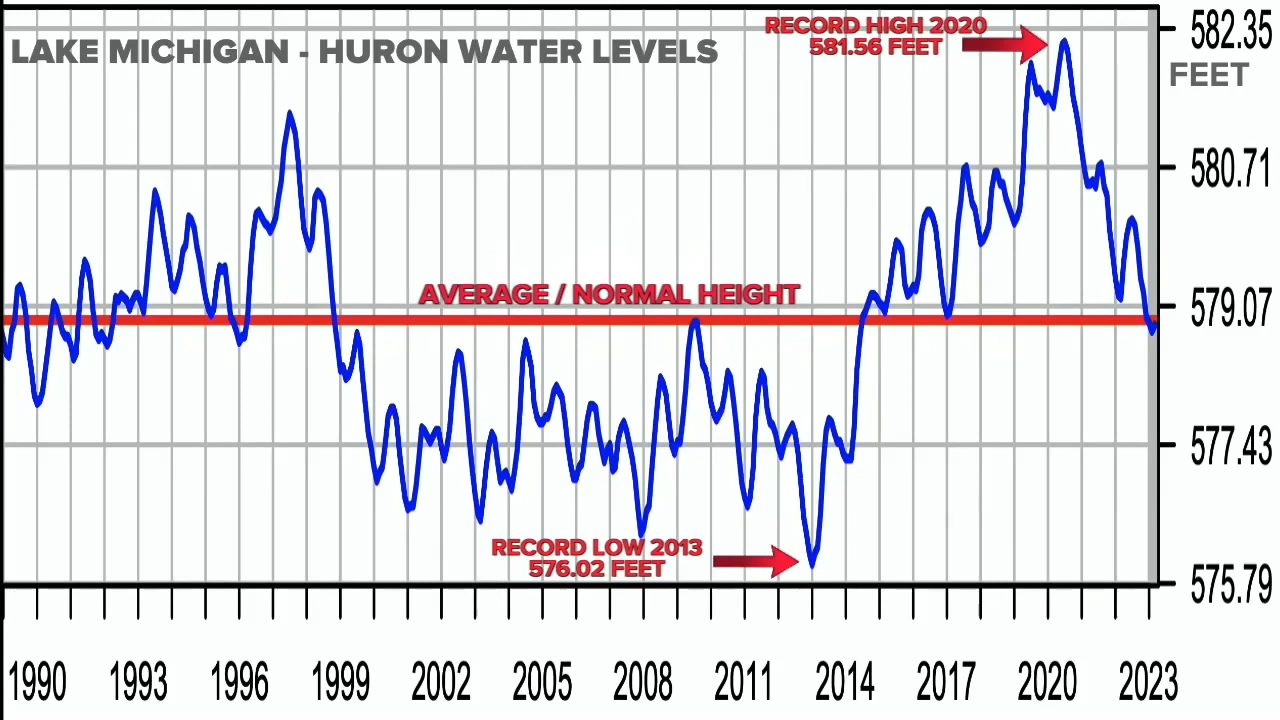 RECORD HIGH 2020
581.56 FEET
LAKE MICHIGAN - HURON WATER LEVELS
582.35
FEET
580.71
AVERAGE / NORMAL HEIGHT
579.07
577.43
RECORD LOW 2013
576.02 FEET
575.79
1990 1993 1996 1999 2002 2005 2008 2011 2014 2017 2020 2023